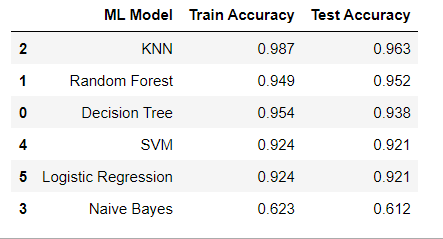 ML Model Train Accuracy Test Accuracy
2 KNN 0.987 0.963
1 Random Forest 0.949 0.952
0 Decision Tree 0.954 0.938
4 SVM 0.924 0.921
5 Logistic Regression 0.924 0.921
3 Naive Bayes 0.623 0.612